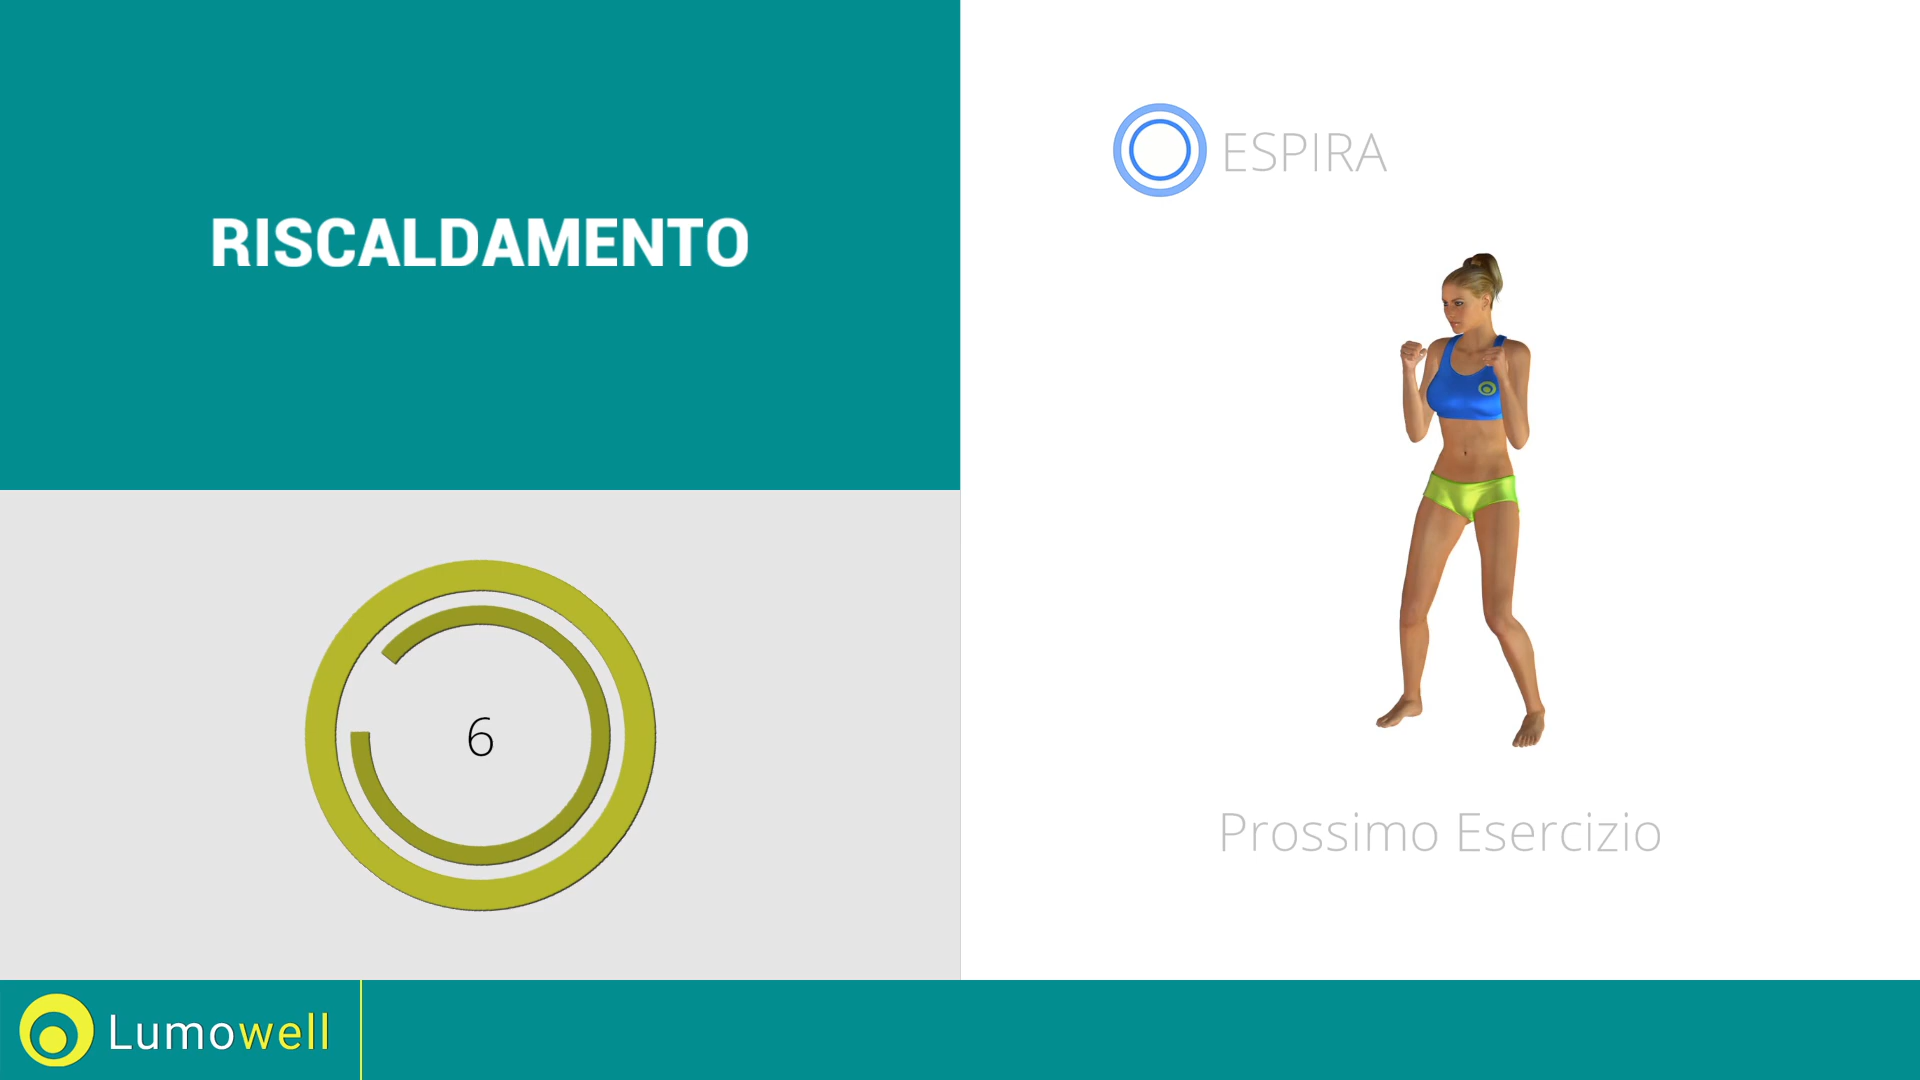 RISCALDAMENTO
6
ESPIRA
Prossimo Esercizio
Lumowell